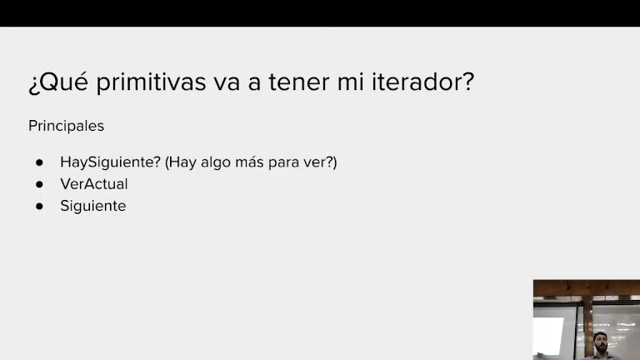 ¿Qué primitivas va a tener mi iterador?
Principales
● HaySiguiente? (Hay algo más para ver?)
● VerActual
● Siguiente